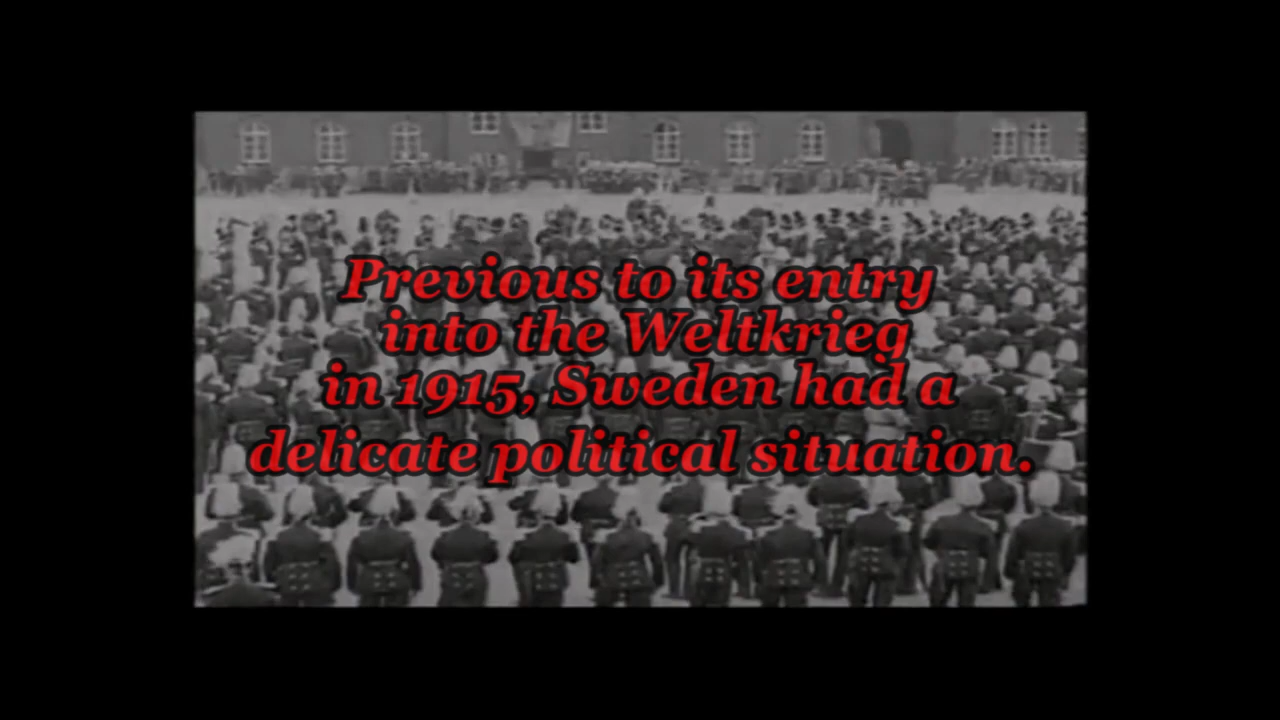 Previous to its entry
into the Weltkrieg
in 1915, Sweden had a
delicate political situation.